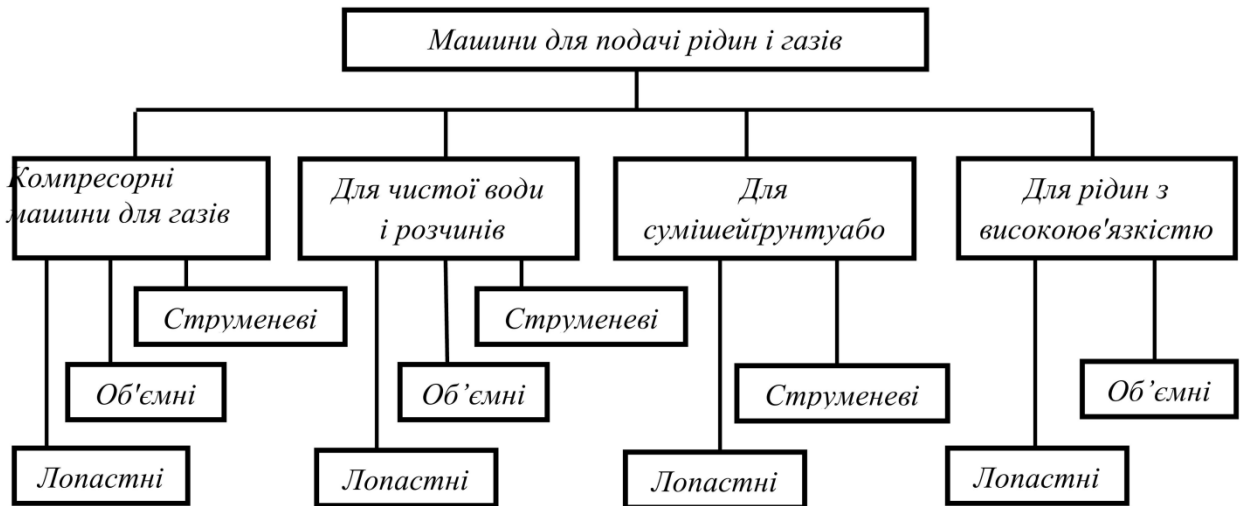 Машини для подачі рідин і газів
Компресорні
машини для газів
Для чистої води
і розчинів
Для
сумішейґрунтуабо
Для рідин з
високоюв'язкістю
Струменеві
Струменеві
Об'ємні
Об’ємні
Струменеві
Об’ємні
Лопастні
Лопастні
Лопастні
Лопастні